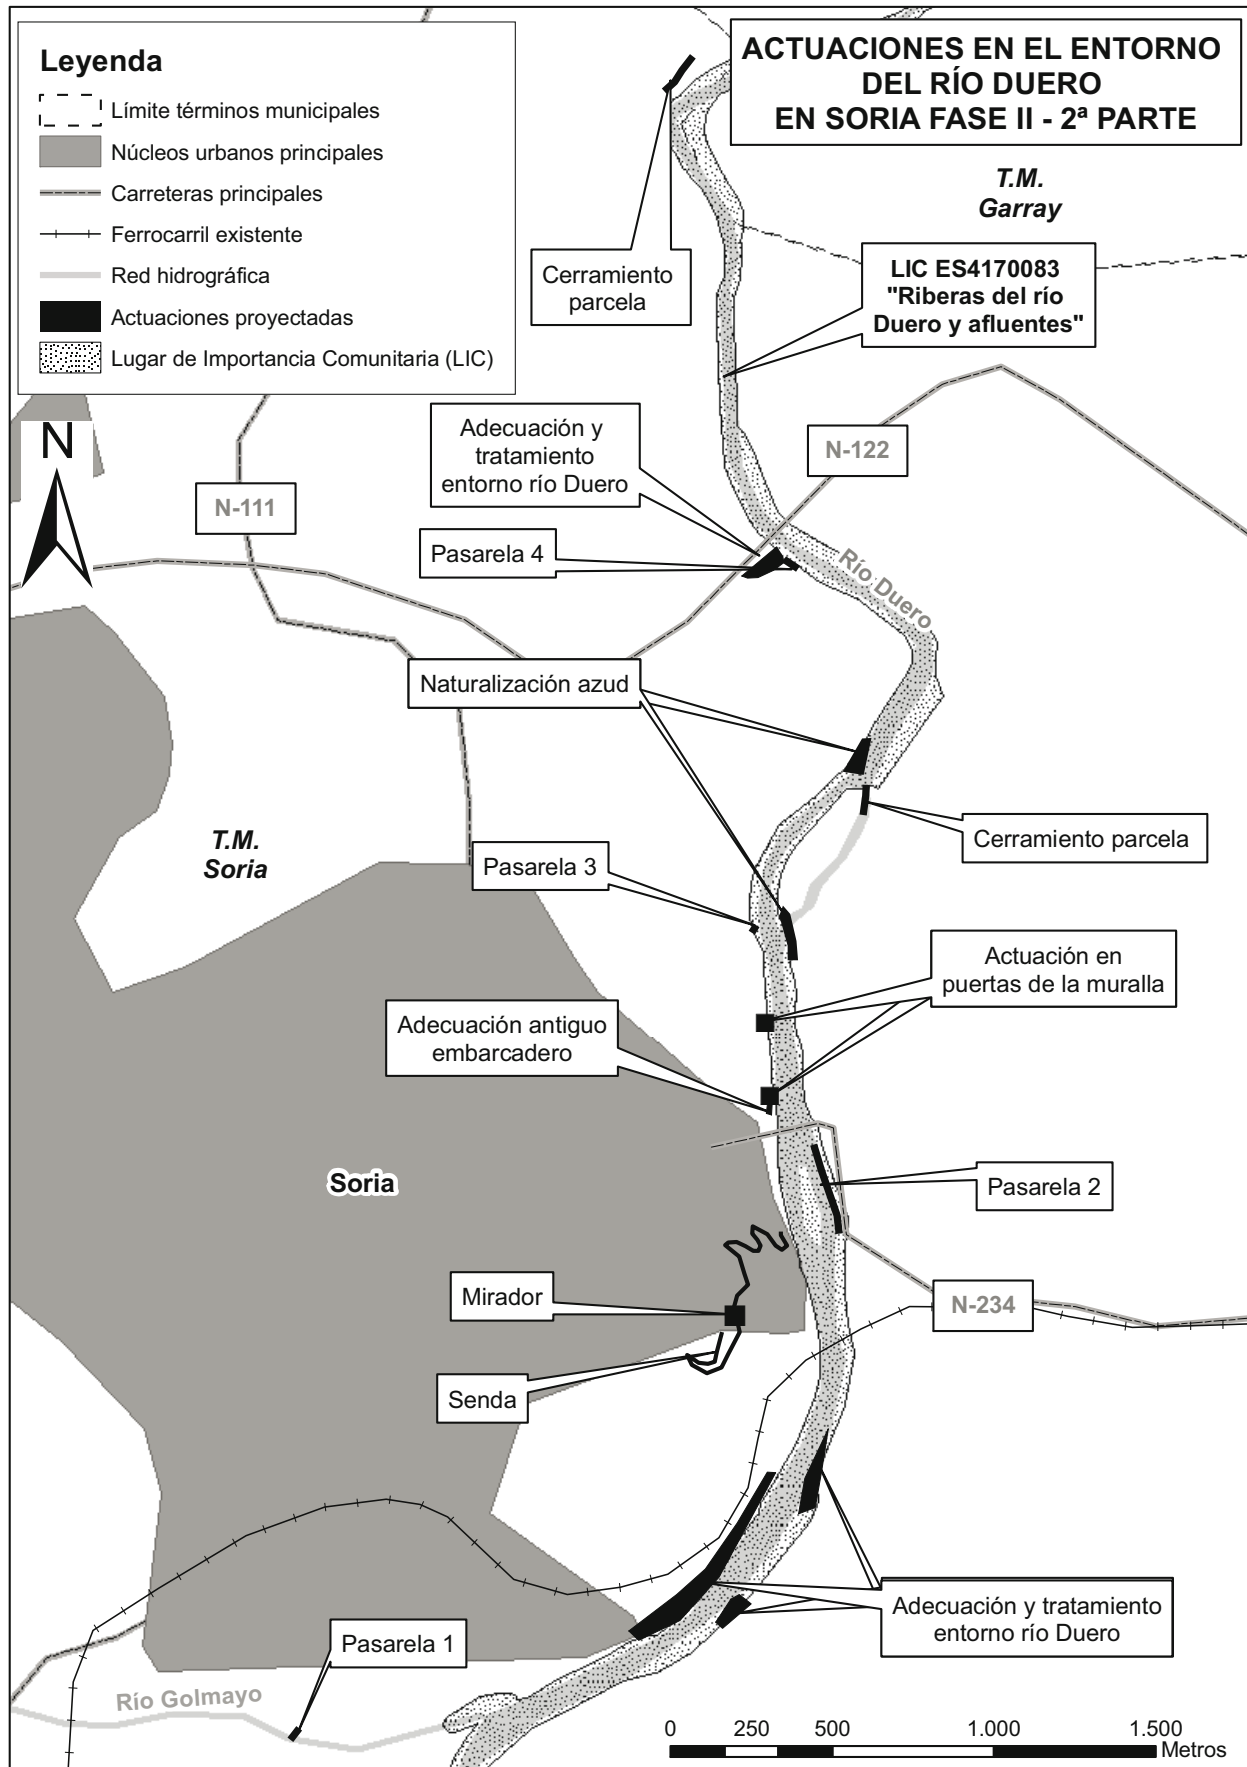 Leyenda
Límite términos municipales
Núcleos urbanos principales
Carreteras principales
Ferrocarril existente
Red hidrográfica
Actuaciones proyectadas
Lugar de Importancia Comunitaria (LIC)
ACTUACIONES EN EL ENTORNO
DEL RÍO DUERO
EN SORIA FASE II - 2ª PARTE
T.M.
Garray
Cerramiento
parcela
LIC ES4170083
"Riberas del río
Duero y afluentes"
N
Adecuación y
tratamiento
entorno río Duero
N-122
N-111
Pasarela 4
Río Duero
Naturalización azud
T.M.
Soria
Cerramiento parcela
Pasarela 3
Actuación en
puertas de la muralla
Adecuación antiguo
embarcadero
Soria
Pasarela 2
Mirador
N-234
Senda
Adecuación y tratamiento
entorno río Duero
Pasarela 1
Río Golmayo
0 250 500 1.000 1.500
Metros